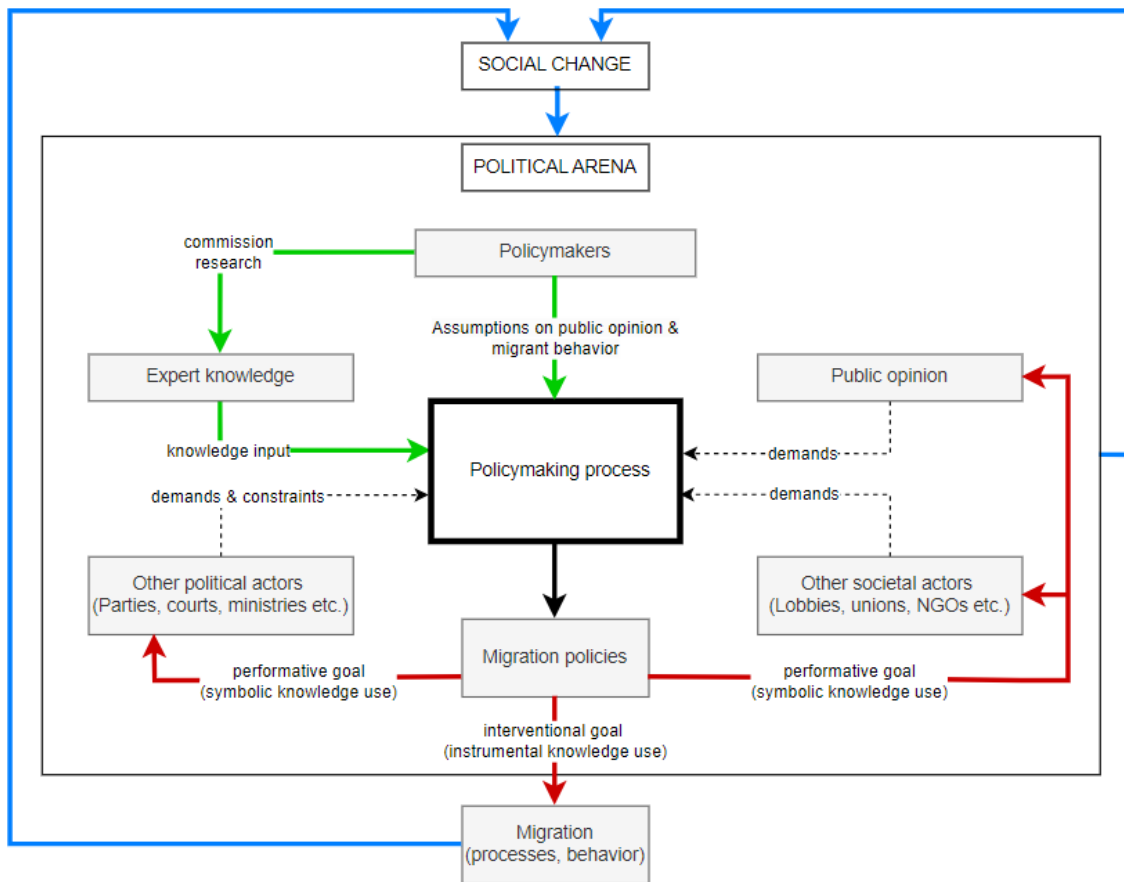 SOCIAL CHANGE
POLITICAL ARENA
commission
research
Policymakers
Assumptions on public opinion &
migrant behavior
Expert knowledge
Public opinion
knowledge input
Policymaking process
demands
demands & constraints
demands
Other political actors
(Parties, courts, ministries etc.)
Other societal actors
(Lobbies, unions, NGOs etc.)
Migration policies
performative goal
(symbolic knowledge use)
performative goal
(symbolic knowledge use)
interventional goal
(instrumental knowledge use)
Migration
(processes, behavior)